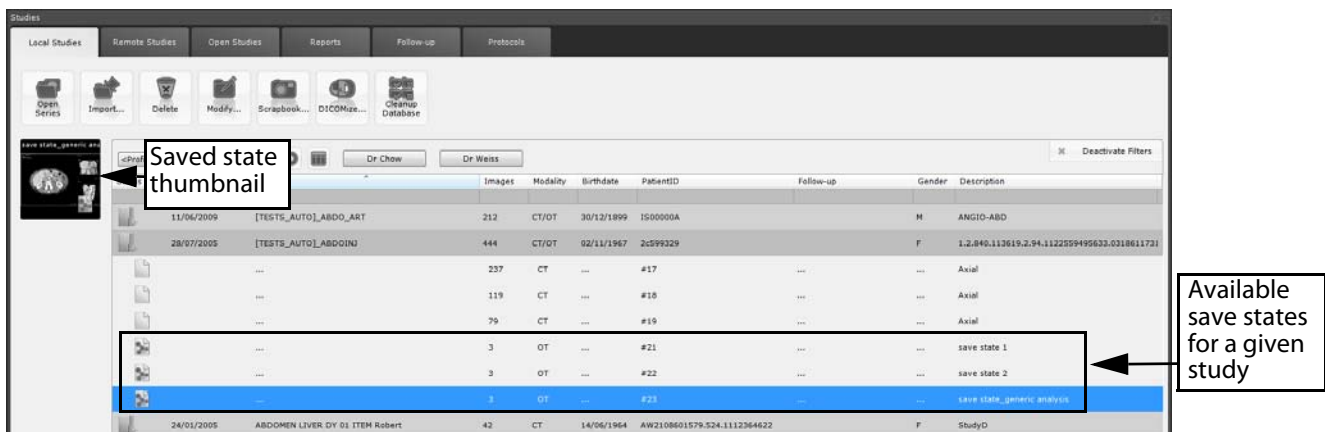 Studies
Local Studies Remote Studies Open Studies Reports Follow-up Protocols
Open Series Import... Delete Modify... Scrapbook... DICOMize... Cleanup Database
save state_generic ana
Saved state thumbnail
<Prof Dr Chow Dr Weiss Deactivate Filters
Images Modality Birthdate PatientID Follow-up Gender Description
11/06/2009 [TESTS_AUTO]_ABDO_ART 212 CT/OT 30/12/1899 IS00000A M ANGIO-ABD
28/07/2005 [TESTS_AUTO]_ABDOINJ 444 CT/OT 02/11/1967 2c599329 F 1.2.840.113619.2.94.1122559495633.0318611731
... 237 CT ... #17 ... ... Axial
... 119 CT ... #18 ... ... Axial
... 79 CT ... #19 ... ... Axial
... 3 OT ... #21 ... ... save state 1
... 3 OT ... #22 ... ... save state 2
... 3 OT ... #23 ... ... save state_generic analysis
24/01/2005 ABDOMEN LIVER DY 01 ITEM Robert 42 CT 14/06/1964 AW2108601579.524.1112364622 F StudyD
Available
save states
for a given
study